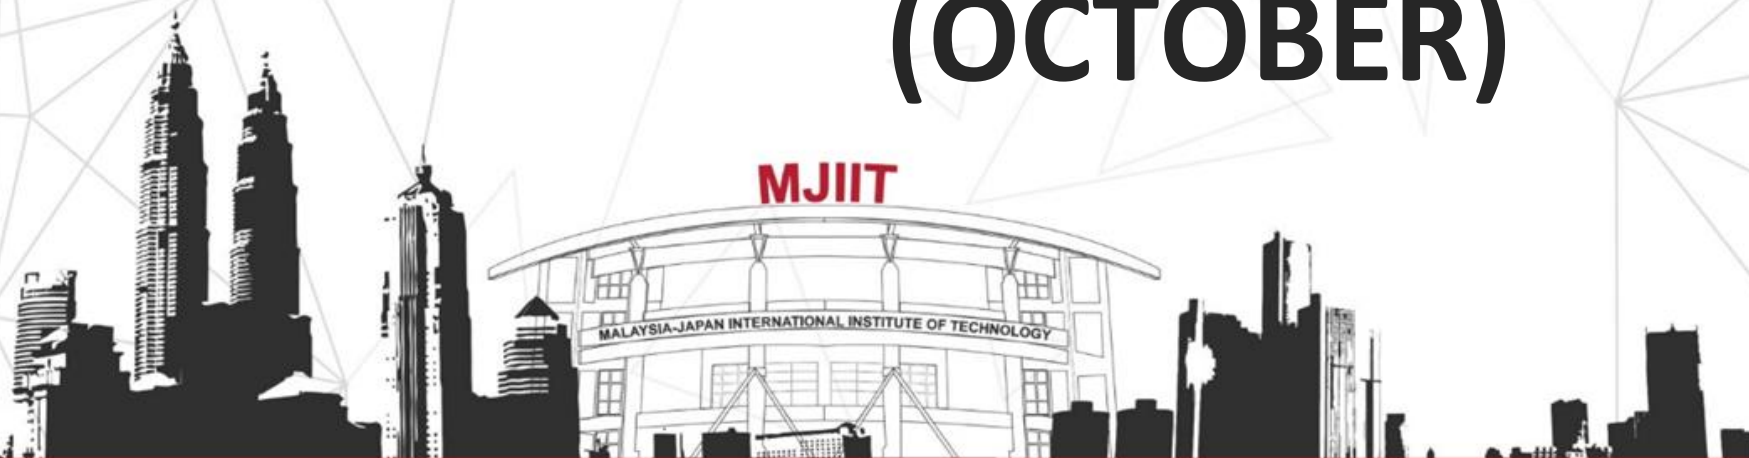 (OCTOBER)
MJIIT
MALAYSIA-JAPAN INTERNATIONAL INSTITUTE OF TECHNOLOGY